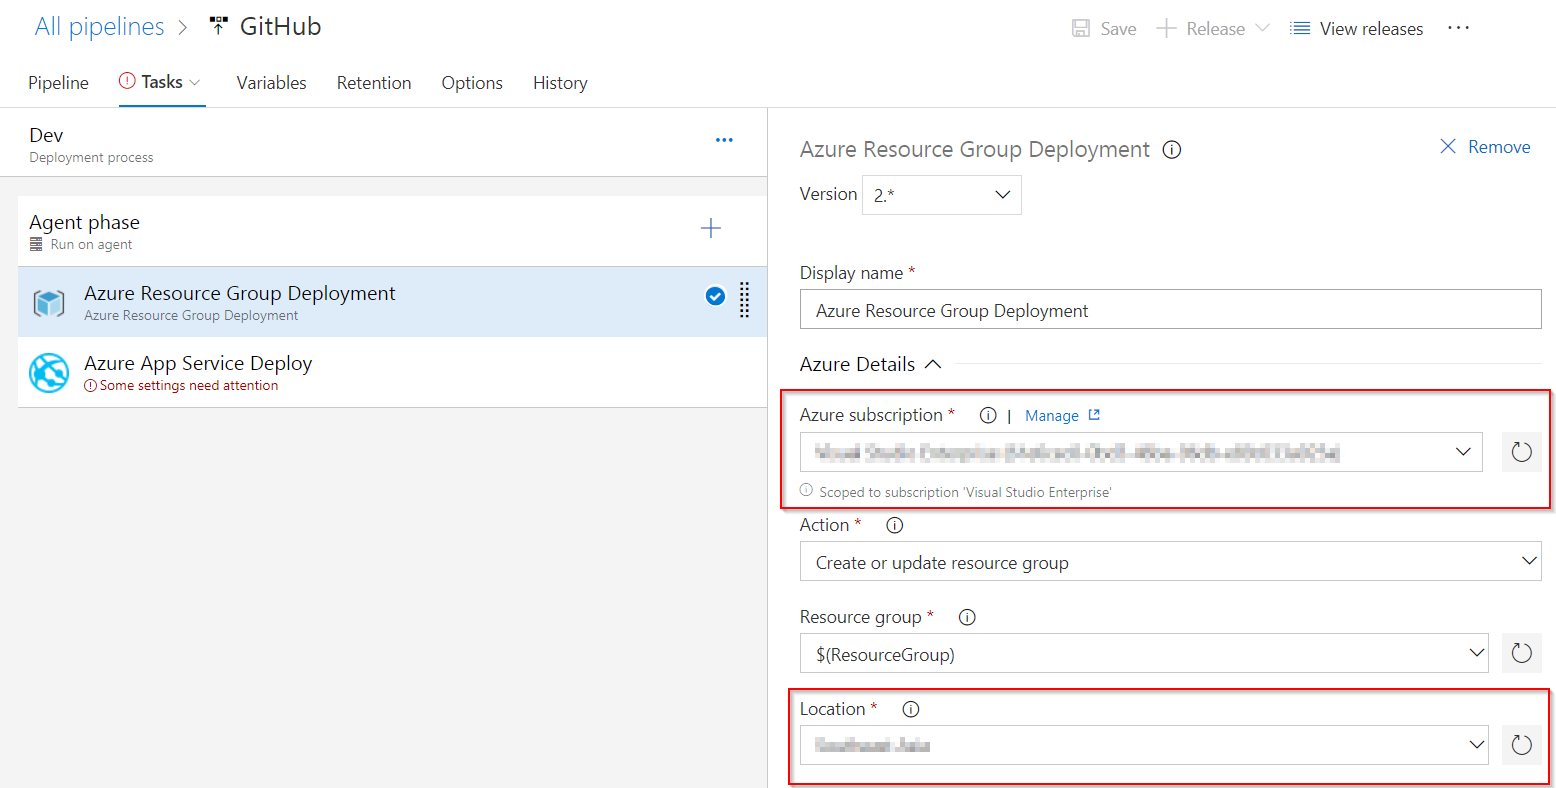 All pipelines > GitHub
Save Release View releases ...
Pipeline Tasks Variables Retention Options History
Dev
Deployment process
Agent phase
Run on agent
Azure Resource Group Deployment
Azure Resource Group Deployment
Azure App Service Deploy
Some settings need attention
Azure Resource Group Deployment
Remove
Version 2.*
Display name *
Azure Resource Group Deployment
Azure Details
Azure subscription * | Manage
Scoped to subscription 'Visual Studio Enterprise'
Action *
Create or update resource group
Resource group *
$(ResourceGroup)
Location *